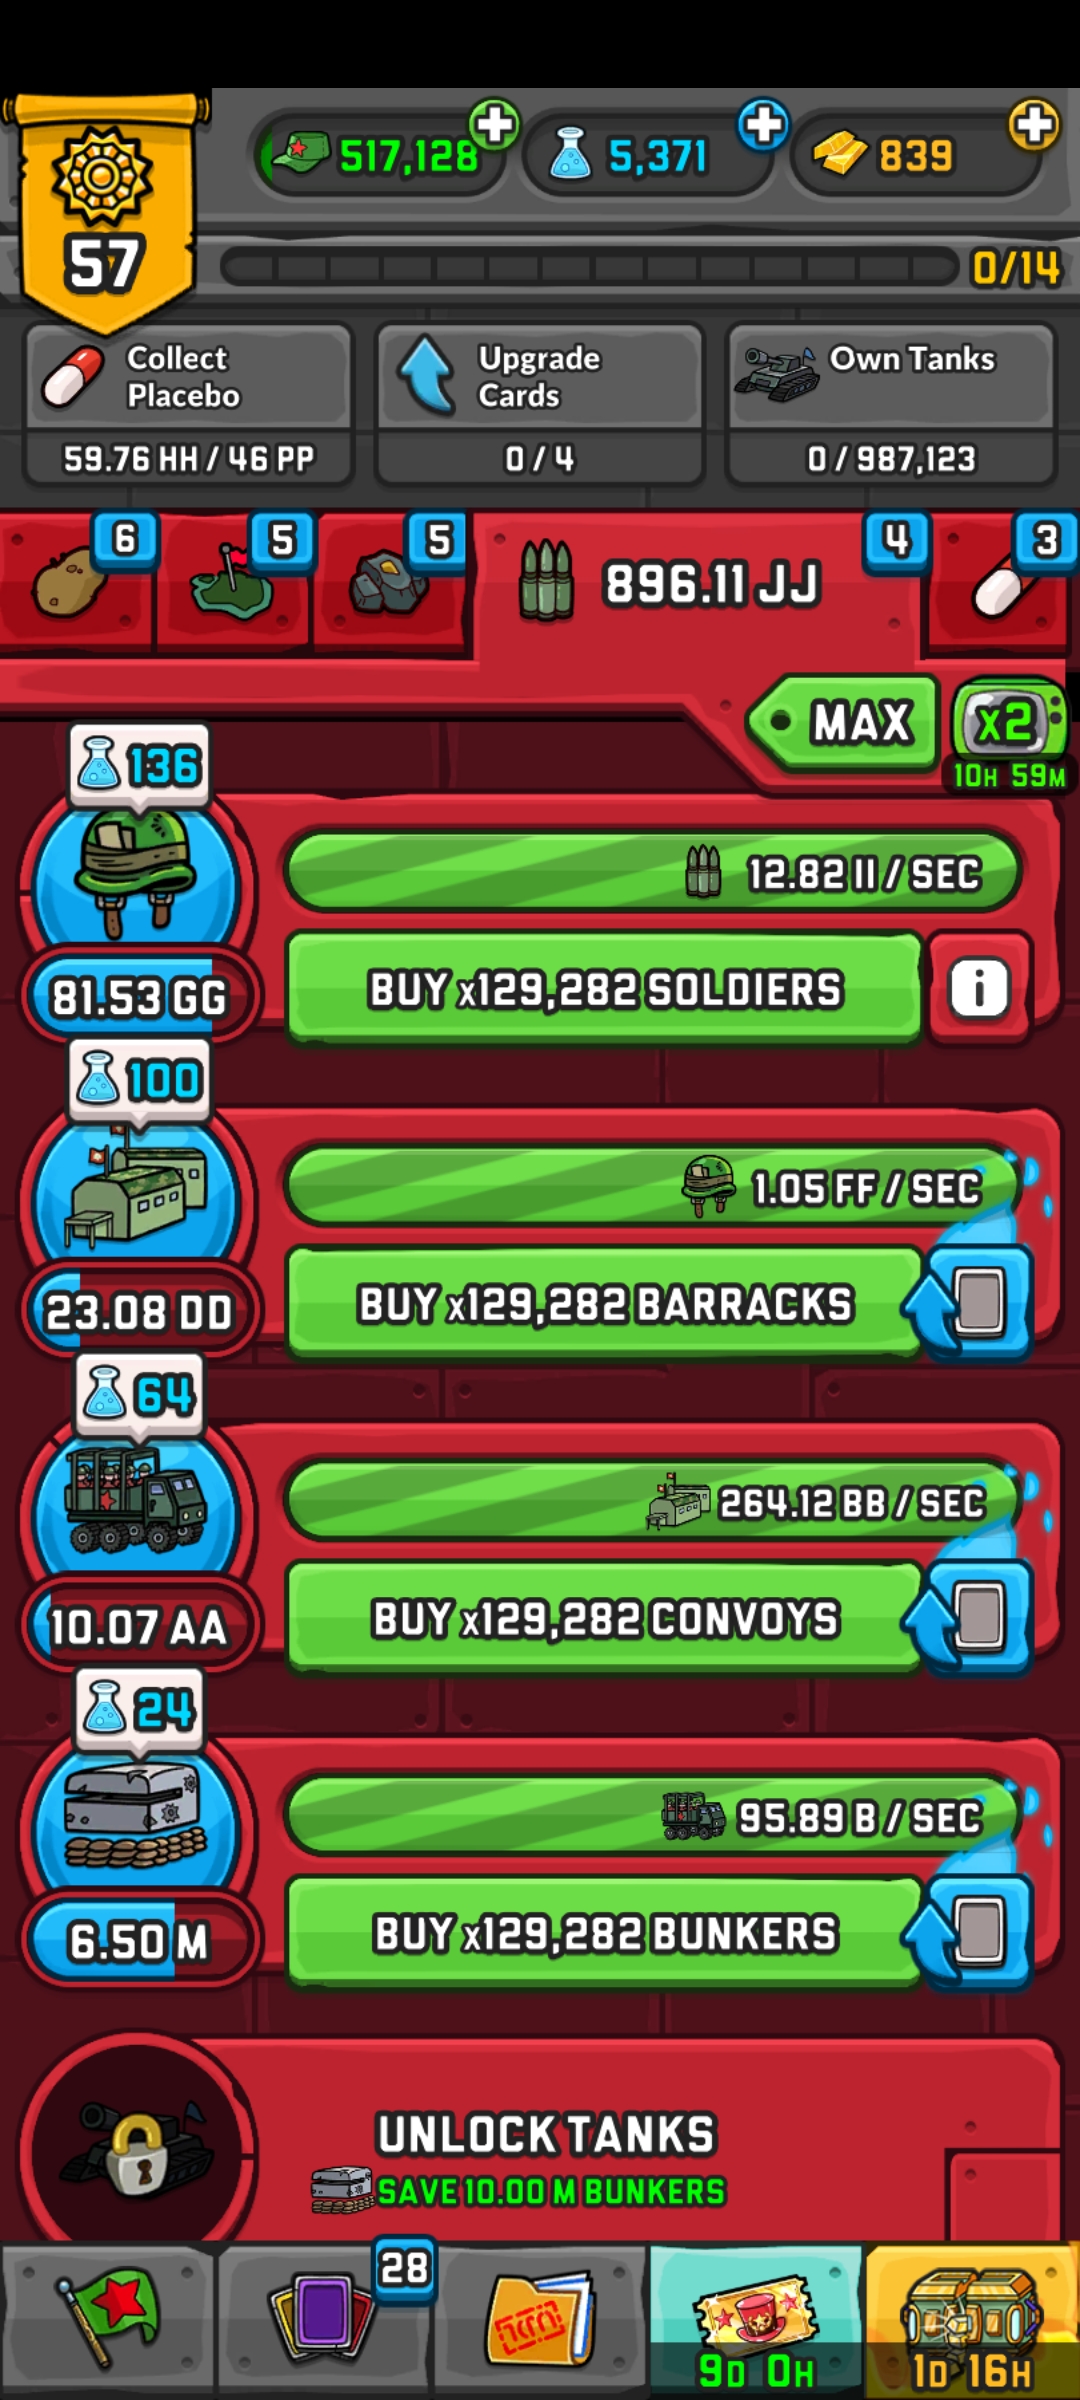 517,128
5,371
839
57
0/14
Collect
Placebo
59.76 HH / 46 PP
Upgrade
Cards
0 / 4
Own Tanks
0 / 987,123
6
5
5
896.11 JJ
4
3
MAX
x2
10H 59M
136
12.82 II / SEC
81.53 GG
BUY x129,282 SOLDIERS
i
100
1.05 FF / SEC
23.08 DD
BUY x129,282 BARRACKS
64
264.12 BB / SEC
10.07 AA
BUY x129,282 CONVOYS
24
95.89 B / SEC
6.50 M
BUY x129,282 BUNKERS
UNLOCK TANKS
SAVE 10.00 M BUNKERS
28
9D 0H
1D 16H